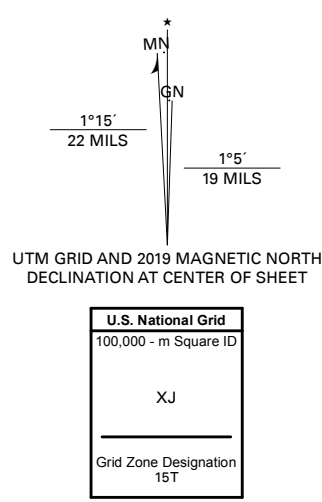 ★
MN
GN
1°15´
22 MILS
1°5´
19 MILS
UTM GRID AND 2019 MAGNETIC NORTH
DECLINATION AT CENTER OF SHEET
U.S. National Grid
100,000 - m Square ID
XJ
Grid Zone Designation
15T